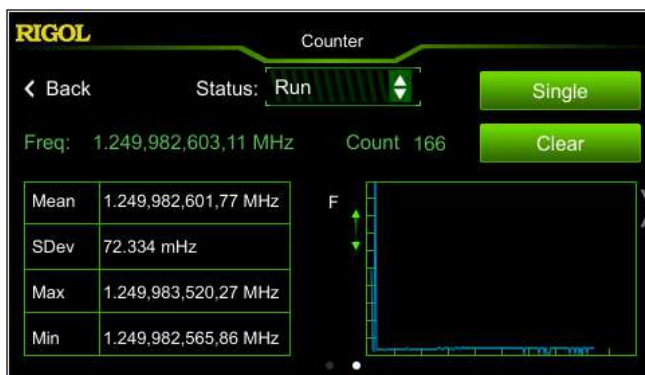 RIGOL
Counter
Back
Status: Run
Single
Freq: 1.249,982,603,11 MHz
Count 166
Clear
Mean 1.249,982,601,77 MHz
F
SDev 72.334 mHz
Max 1.249,983,520,27 MHz
Min 1.249,982,565,86 MHz